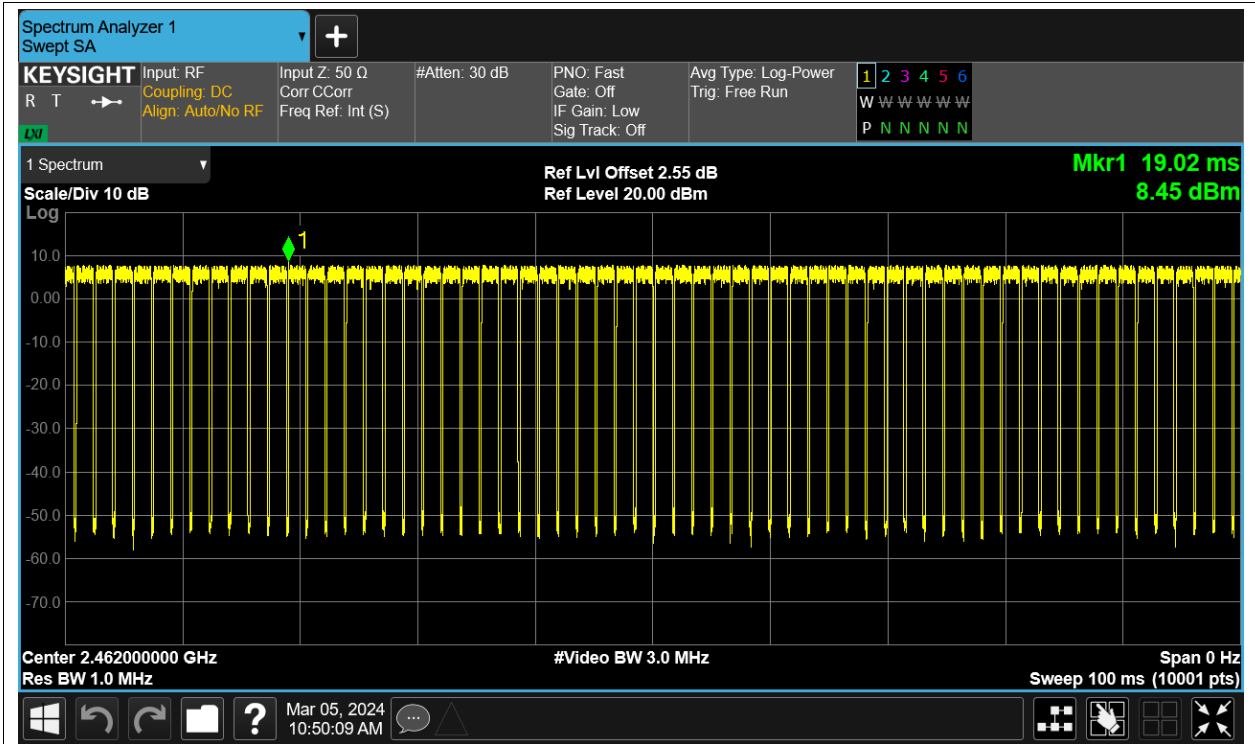 Spectrum Analyzer 1
Swept SA
KEYSIGHT
R T
LXI
Input: RF
Coupling: DC
Align: Auto/No RF
Input Z: 50 Ω
Corr CCorr
Freq Ref: Int (S)
#Atten: 30 dB
PNO: Fast
Gate: Off
IF Gain: Low
Sig Track: Off
Avg Type: Log-Power
Trig: Free Run
1 2 3 4 5 6
W W W W W W
P N N N N N
1 Spectrum
Scale/Div 10 dB
Ref Lvl Offset 2.55 dB
Ref Level 20.00 dBm
Mkr1 19.02 ms
8.45 dBm
Log
1
10.0
0.00
-10.0
-20.0
-30.0
-40.0
-50.0
-60.0
-70.0
Center 2.462000000 GHz
#Video BW 3.0 MHz
Span 0 Hz
Res BW 1.0 MHz
Sweep 100 ms (10001 pts)
?
Mar 05, 2024
10:50:09 AM